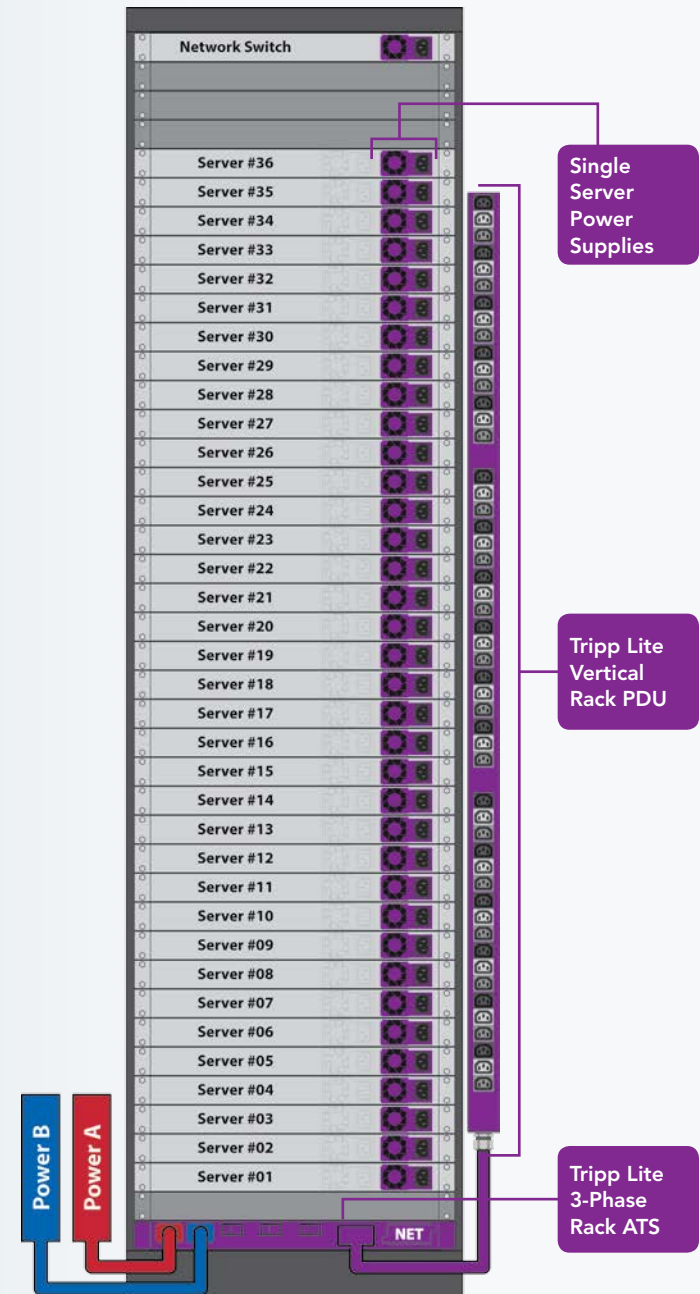 Network Switch
Single
Server
Power
Supplies
Server #36
Server #35
Server #34
Server #33
Server #32
Server #31
Server #30
Server #29
Server #28
Server #27
Server #26
Server #25
Server #24
Server #23
Server #22
Server #21
Server #20
Server #19
Server #18
Server #17
Server #16
Server #15
Server #14
Server #13
Server #12
Server #11
Server #10
Server #09
Server #08
Server #07
Server #06
Server #05
Server #04
Server #03
Server #02
Server #01
Tripp Lite
Vertical
Rack PDU
Power B
Power A
Tripp Lite
3-Phase
Rack ATS
NET